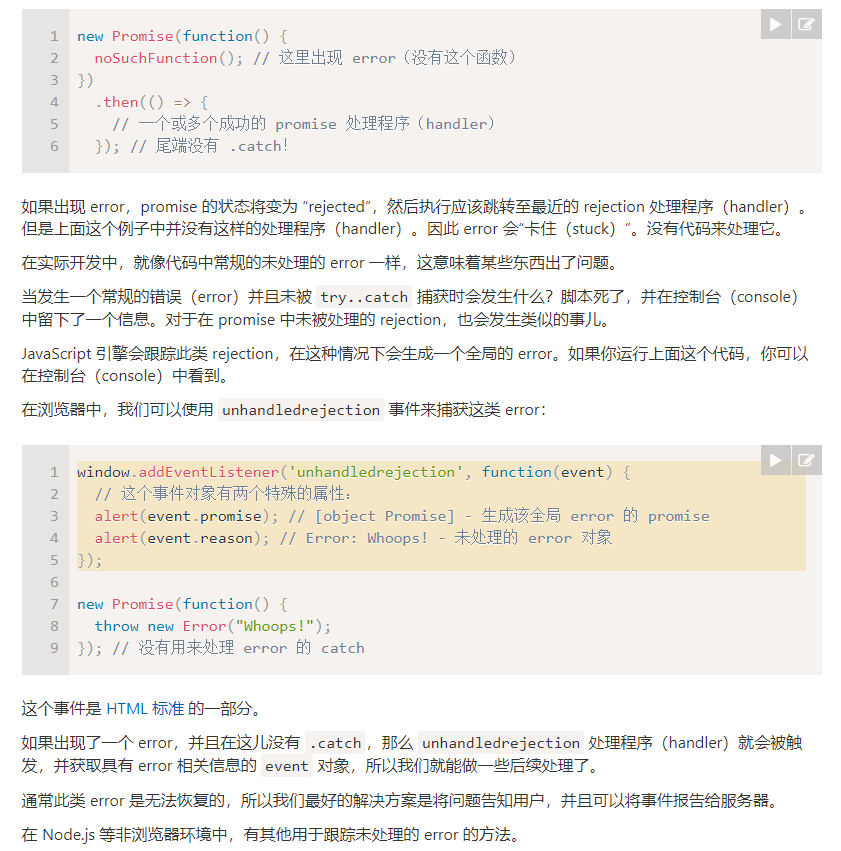 1 new Promise(function() {
2   noSuchFunction(); // 这里出现 error（没有这个函数）
3 })
4   .then(() => {
5     // 一个或多个成功的 promise 处理程序（handler）
6   }); // 尾端没有 .catch！
如果出现 error，promise 的状态将变为 “rejected”，然后执行应该跳转至最近的 rejection 处理程序（handler）。
但是上面这个例子中并没有这样的处理程序（handler）。因此 error 会“卡住（stuck）”。没有代码来处理它。
在实际开发中，就像代码中常规的未处理的 error 一样，这意味着某些东西出了问题。
当发生一个常规的错误（error）并且未被 try..catch 捕获时会发生什么？脚本死了，并在控制台（console）
中留下了一个信息。对于在 promise 中未被处理的 rejection，也会发生类似的事儿。
JavaScript 引擎会跟踪此类 rejection，在这种情况下会生成一个全局的 error。如果你运行上面这个代码，你可以
在控制台（console）中看到。
在浏览器中，我们可以使用 unhandledrejection 事件来捕获这类 error：
1 window.addEventListener('unhandledrejection', function(event) {
2   // 这个事件对象有两个特殊的属性：
3   alert(event.promise); // [object Promise] - 生成该全局 error 的 promise
4   alert(event.reason); // Error: Whoops! - 未处理的 error 对象
5 });
6
7 new Promise(function() {
8   throw new Error("Whoops!");
9 }); // 没有用来处理 error 的 catch
这个事件是 HTML 标准 的一部分。
如果出现了一个 error，并且在这儿没有 .catch，那么 unhandledrejection 处理程序（handler）就会被触
发，并获取具有 error 相关信息的 event 对象，所以我们就能做一些后续处理了。
通常此类 error 是无法恢复的，所以我们最好的解决方案是将问题告知用户，并且可以将事件报告给服务器。
在 Node.js 等非浏览器环境中，有其他用于跟踪未处理的 error 的方法。